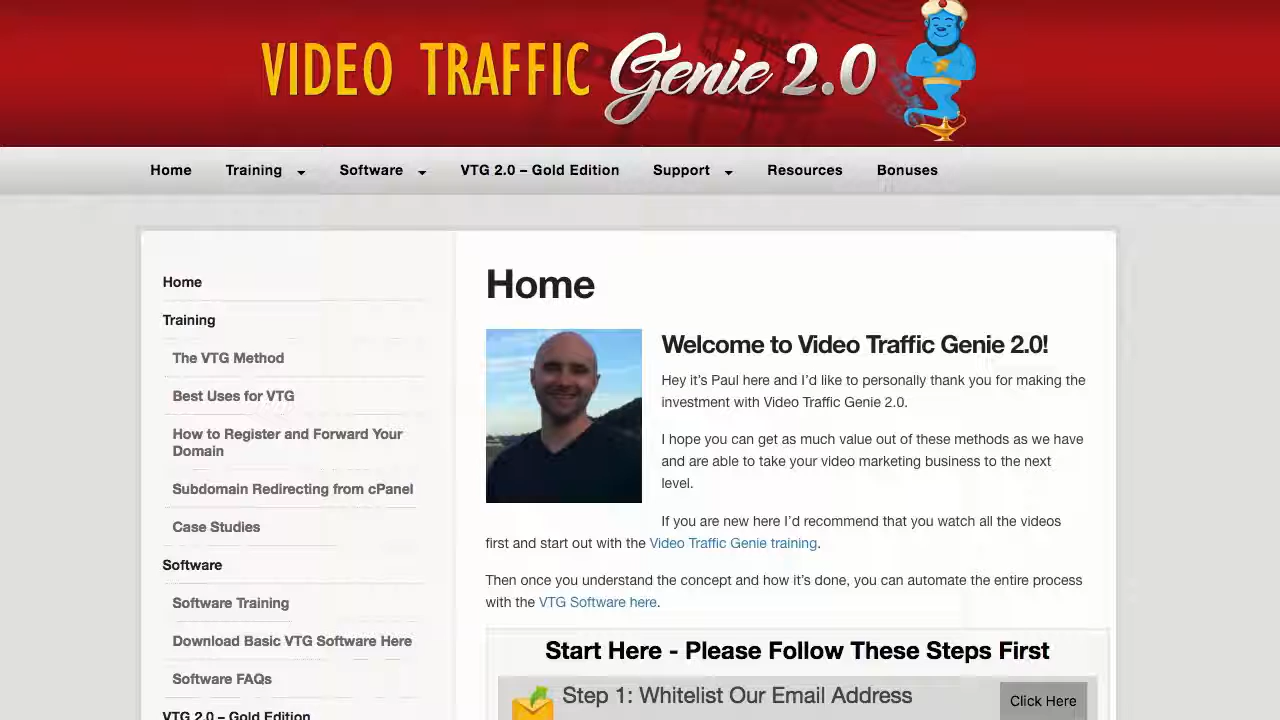 VIDEO TRAFFIC Genie 2.0
Home Training Software VTG 2.0 – Gold Edition Support Resources Bonuses
Home
Training
The VTG Method
Best Uses for VTG
How to Register and Forward Your
Domain
Subdomain Redirecting from cPanel
Case Studies
Software
Software Training
Download Basic VTG Software Here
Software FAQs
VTG 2.0 – Gold Edition
Home
Welcome to Video Traffic Genie 2.0!
Hey it’s Paul here and I’d like to personally thank you for making the
investment with Video Traffic Genie 2.0.
I hope you can get as much value out of these methods as we have
and are able to take your video marketing business to the next
level.
If you are new here I’d recommend that you watch all the videos
first and start out with the Video Traffic Genie training.
Then once you understand the concept and how it’s done, you can automate the entire process
with the VTG Software here.
Start Here - Please Follow These Steps First
Step 1: Whitelist Our Email Address
Click Here